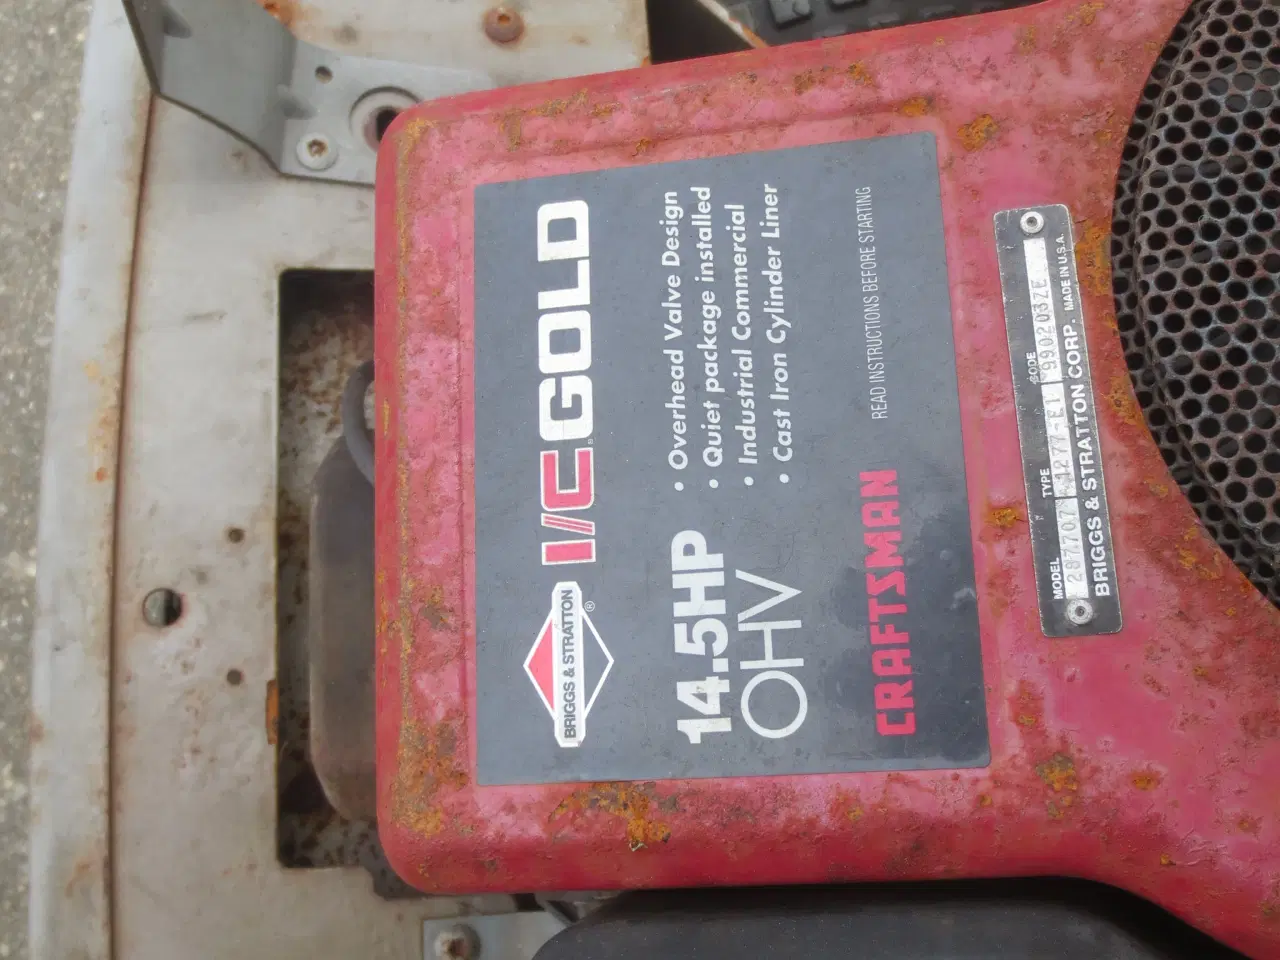 BRIGGS & STRATTON ®
I/C GOLD
14.5HP
OHV
• Overhead Valve Design
• Quiet package installed
• Industrial Commercial
• Cast Iron Cylinder Liner
CRAFTSMAN
READ INSTRUCTIONS BEFORE STARTING
MODEL TYPE CODE
BRIGGS & STRATTON CORP. MADE IN U.S.A.